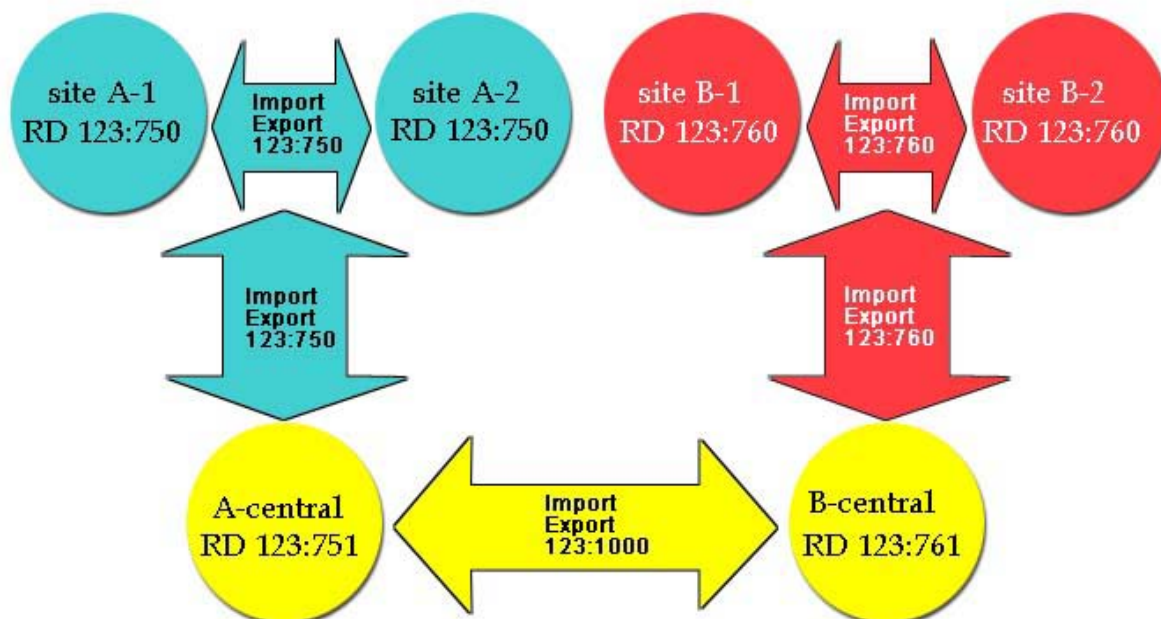 site A-1
RD 123:750
Import
Export
123:750
site A-2
RD 123:750
site B-1
RD 123:760
Import
Export
123:760
site B-2
RD 123:760
Import
Export
123:750
Import
Export
123:760
A-central
RD 123:751
Import
Export
123:1000
B-central
RD 123:761